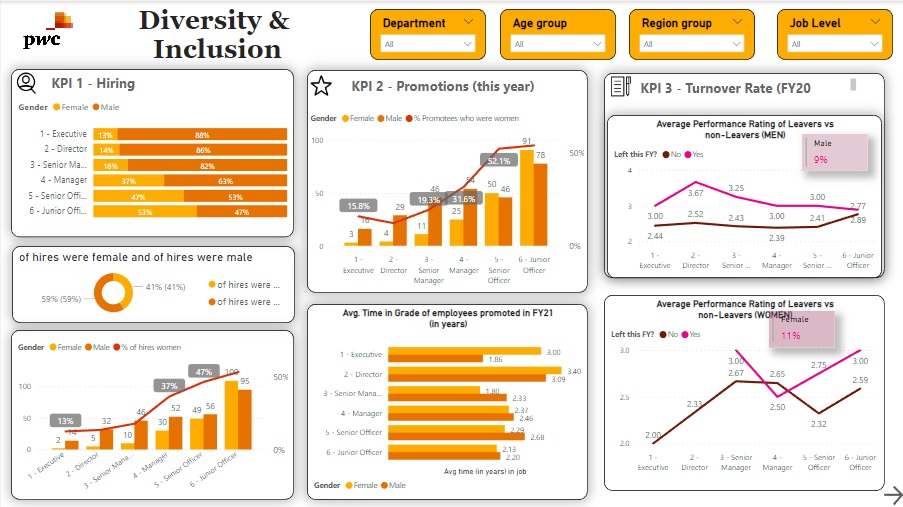 pwc
Diversity &
Inclusion
Department
All
Age group
All
Region group
All
Job Level
All
KPI 1 - Hiring
Gender Female Male
1 - Executive 13% 88%
2 - Director 14% 86%
3 - Senior Ma... 18% 82%
4 - Manager 37% 63%
5 - Senior Offi... 47% 53%
6 - Junior Offi... 53% 47%
of hires were female and of hires were male
59% (59%)
41% (41%)
of hires were ...
of hires were ...
Gender Female Male % of hires women
100
50
0
50%
0%
13%
37%
47%
2 14
5 32
10 46
30 52
49 56
109 95
1 - Executive
2 - Director
3 - Senior Mana...
4 - Manager
5 - Senior Officer
6 - Junior Officer
KPI 2 - Promotions (this year)
Gender Female Male % Promotees who were women
100
50
0
50%
0%
15.8%
19.3%
31.6%
52.1%
3 16
4 29
11 46
25 54
50 46
91 78
1 -
Executive
2 -
Director
3 -
Senior
Manager
4 -
Manager
5 -
Senior
Officer
6 - Junior
Officer
Avg. Time in Grade of employees promoted in FY21
(in years)
1 - Executive 3.00 1.86
2 - Director 3.40 3.09
3 - Senior Mana... 1.80 2.33
4 - Manager 2.37 2.46
5 - Senior Officer 2.29 2.68
6 - Junior Officer 2.13 2.20
Avg time (in years) in job
Gender Female Male
KPI 3 - Turnover Rate (FY20
Average Performance Rating of Leavers vs
non-Leavers (MEN)
Left this FY? No Yes
Male
9%
4
3
2
3.00 3.67 3.25 3.00 3.00 2.77
2.44 2.52 2.43 2.39 2.41 2.89
1 -
Executive
2 -
Director
3 -
Senior ...
4 -
Manager
5 -
Senior ...
6 - Junior
Officer
Average Performance Rating of Leavers vs
non-Leavers (WOMEN)
Left this FY? No Yes
Female
11%
3.0
2.5
2.0
3.00 2.50 2.75 3.00
2.00 2.33 2.67 2.65 2.32 2.59
1 -
Executive
2 -
Director
3 - Senior
Manager
4 -
Manager
5 - Senior
Officer
6 - Junior
Officer